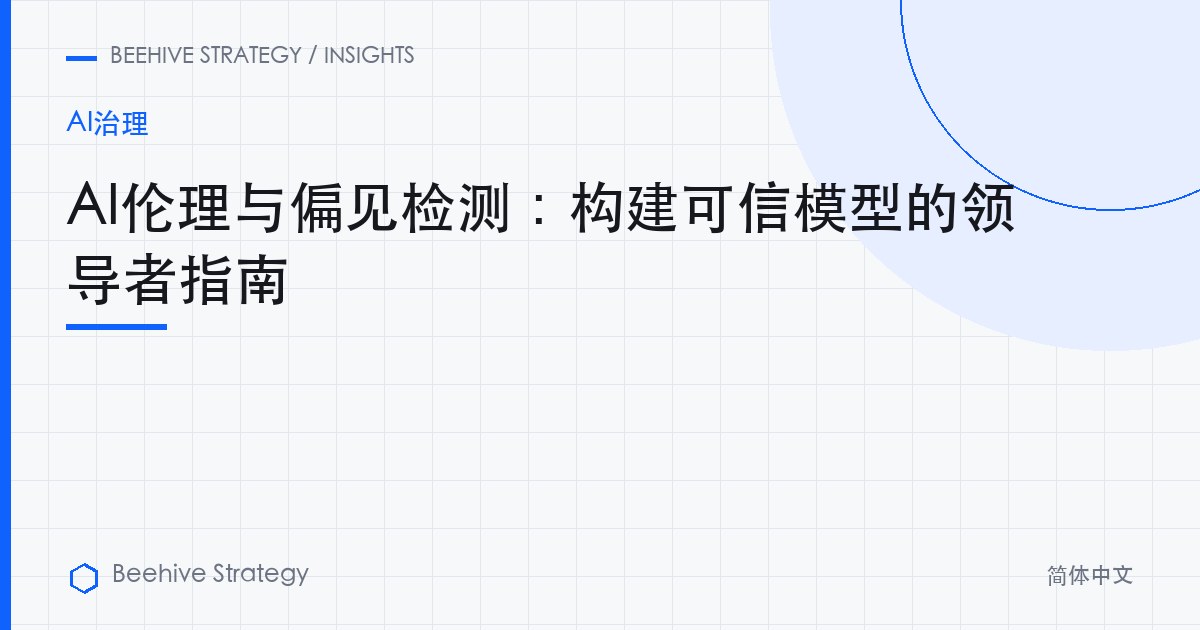 BEEHIVE STRATEGY / INSIGHTS
AI治理
AI伦理与偏见检测：构建可信模型的领
导者指南
Beehive Strategy
简体中文